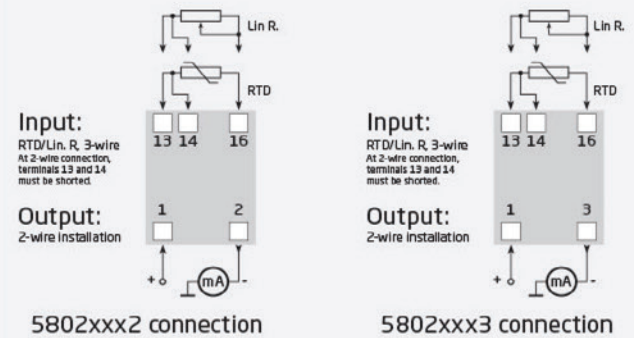 Lin R.
RTD
Input:
RTD/Lin. R, 3-wire
At 2-wire connection,
terminals 13 and 14
must be shorted.
13 14 16
Output:
2-wire installation
1 2
+ mA -
5802xxx2 connection
Lin R.
RTD
Input:
RTD/Lin. R, 3-wire
At 2-wire connection,
terminals 13 and 14
must be shorted.
13 14 16
Output:
2-wire installation
1 3
+ mA -
5802xxx3 connection